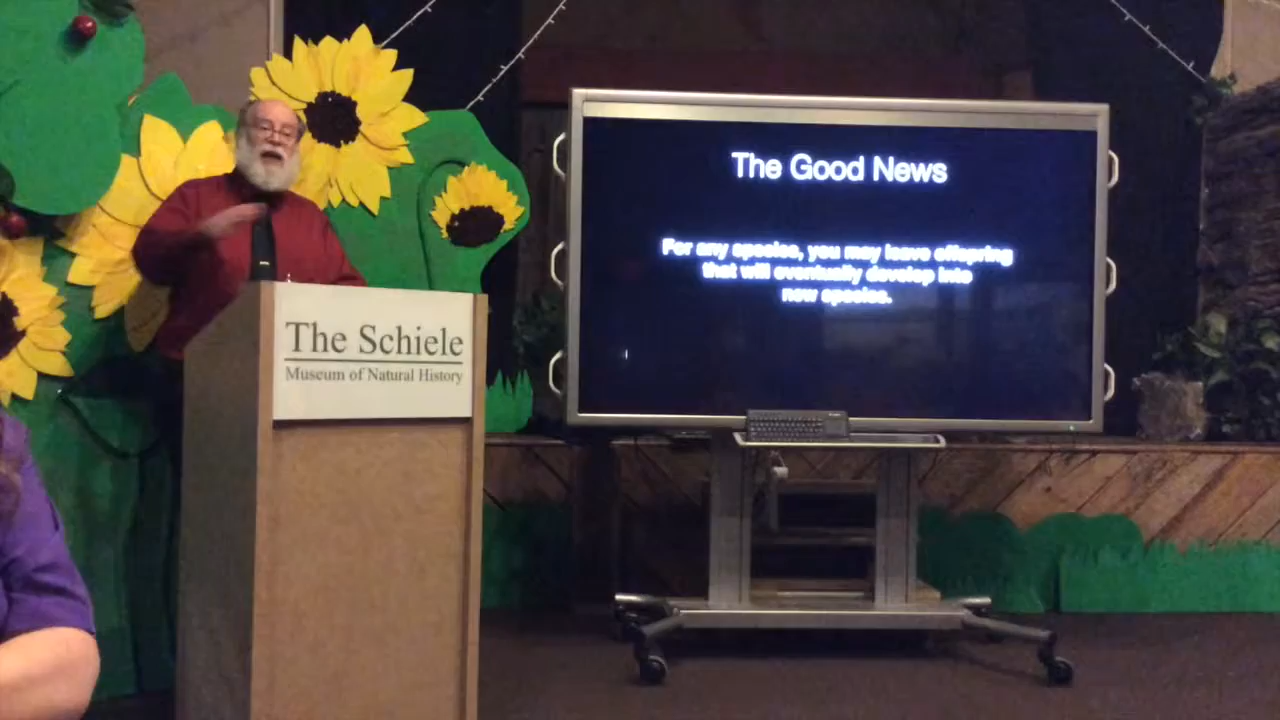 The Schiele
Museum of Natural History
The Good News
For any species, you may leave offspring
that will eventually develop into
new species.